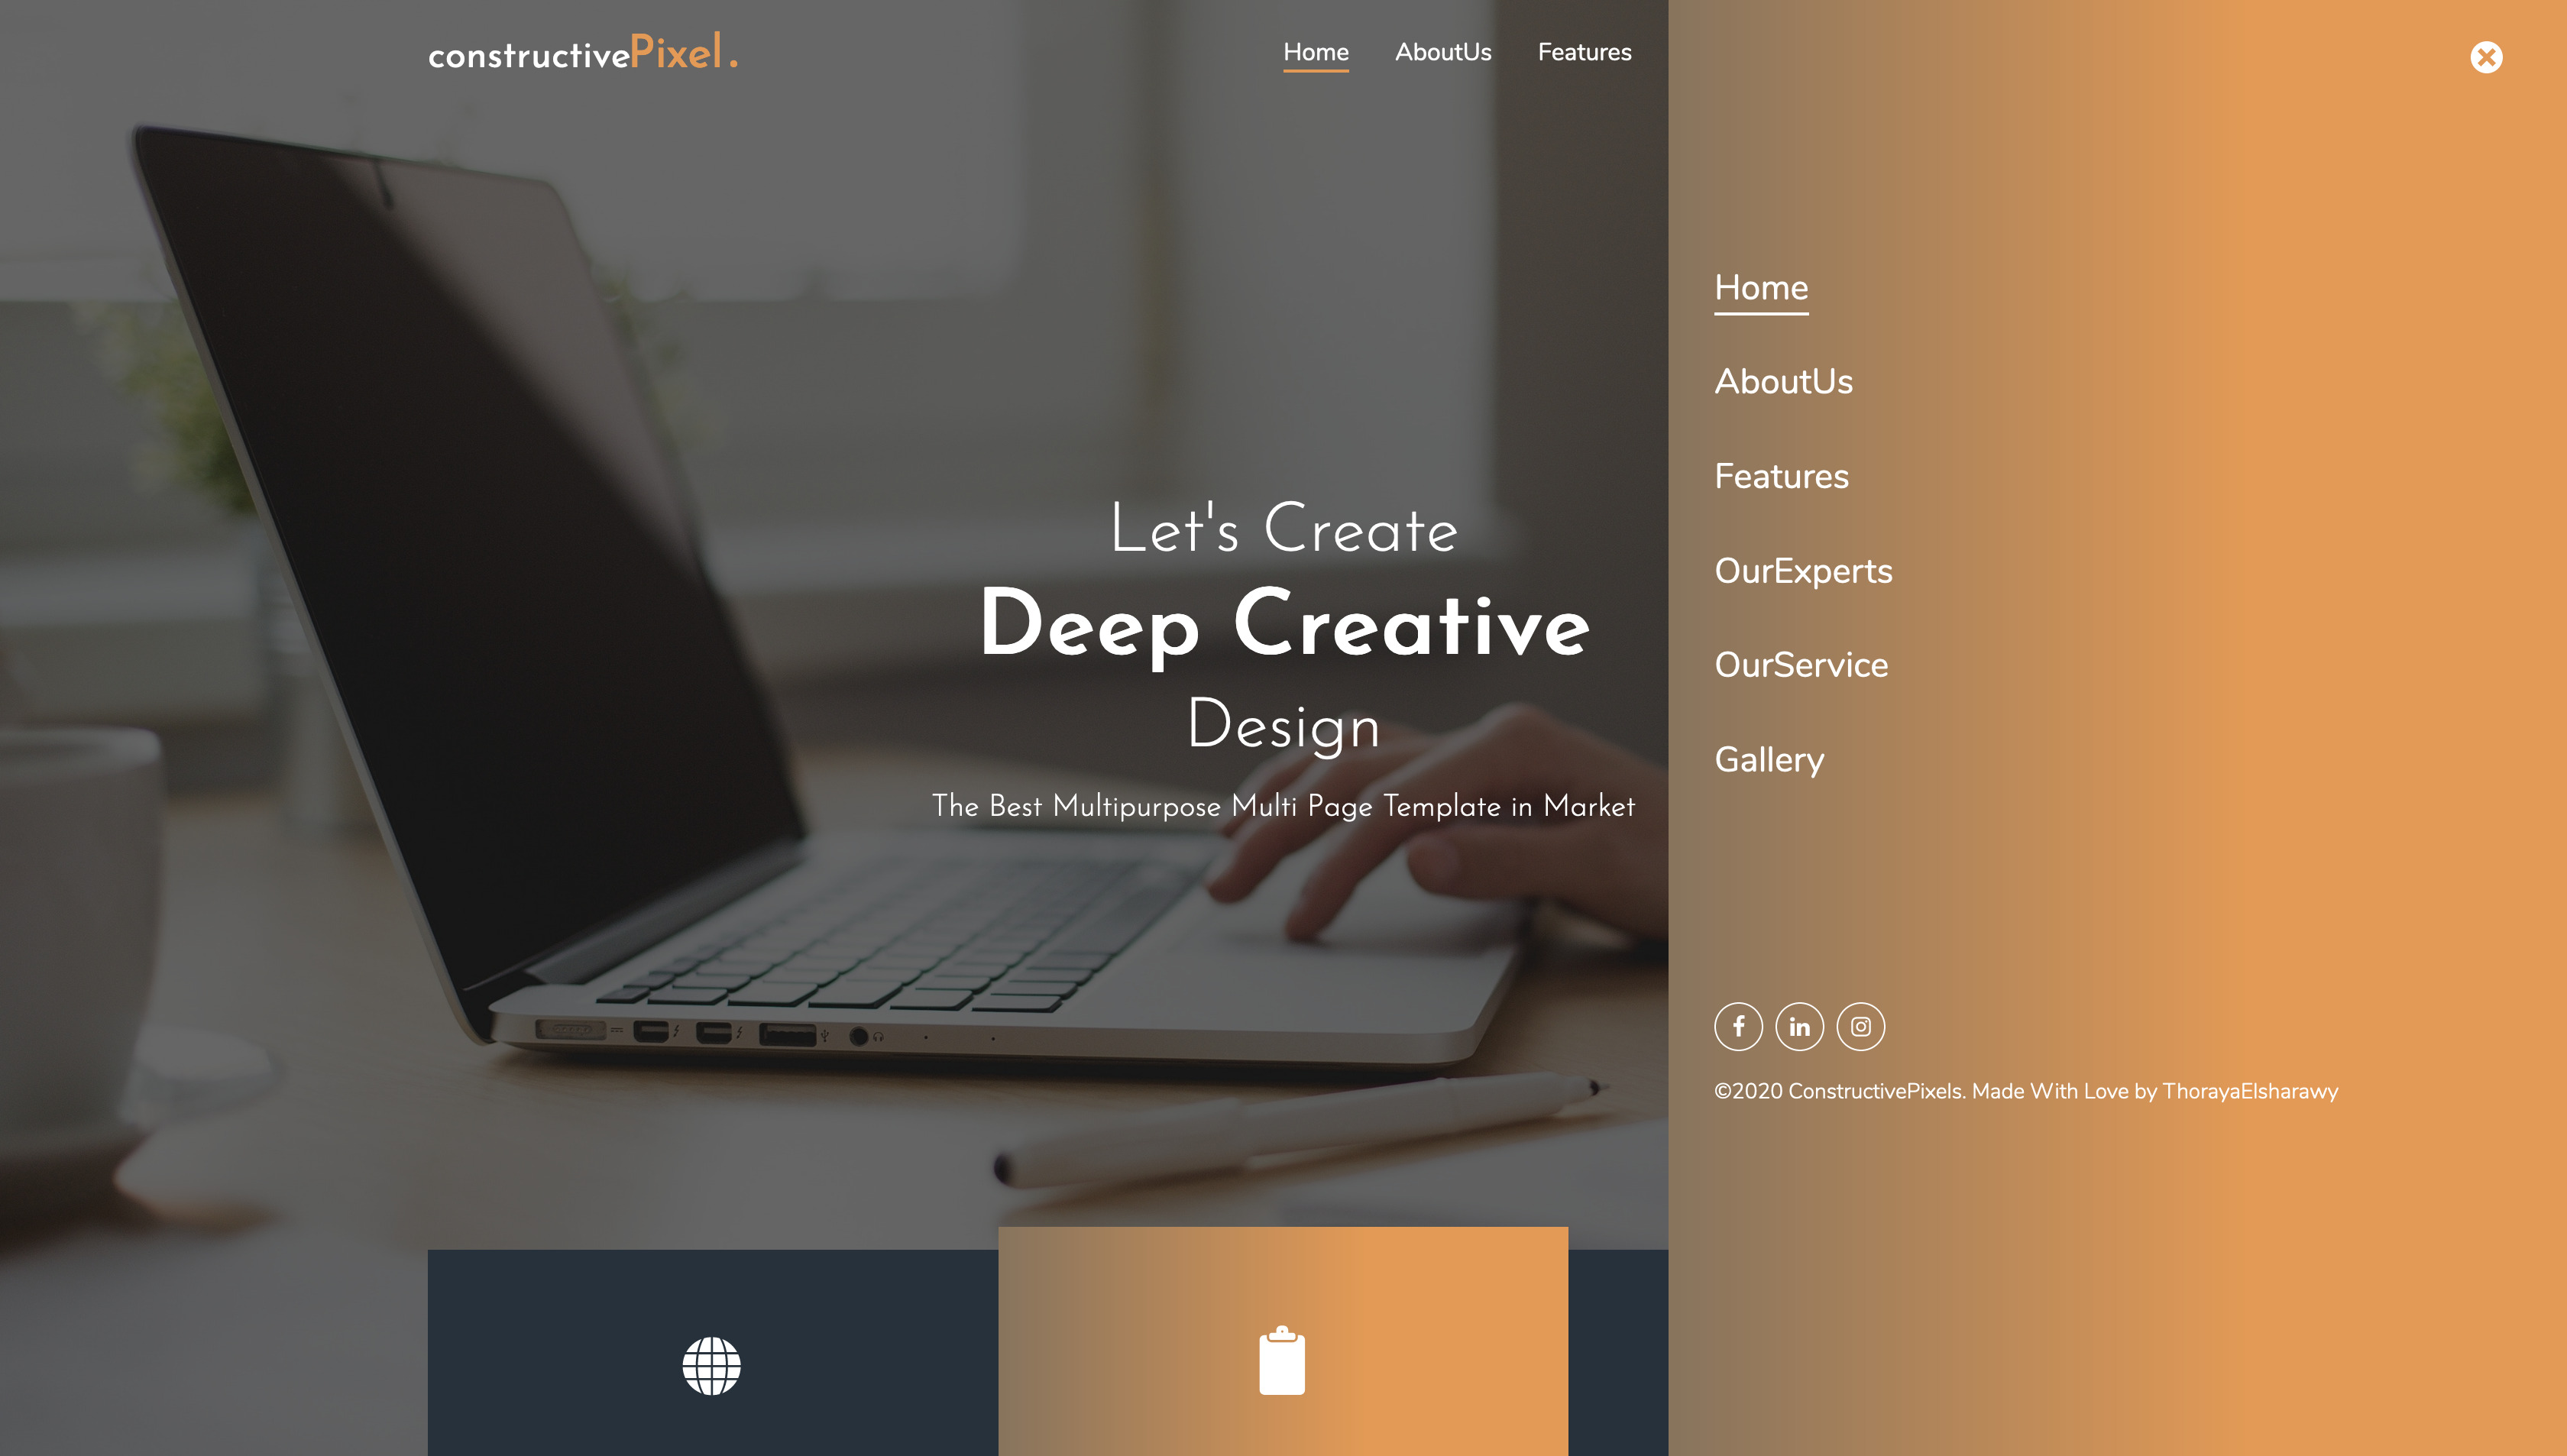 constructivePixel.
Home AboutUs Features
Let's Create
Deep Creative
Design
The Best Multipurpose Multi Page Template in Market
Home
AboutUs
Features
OurExperts
OurService
Gallery
©2020 ConstructivePixels. Made With Love by ThorayaElsharawy